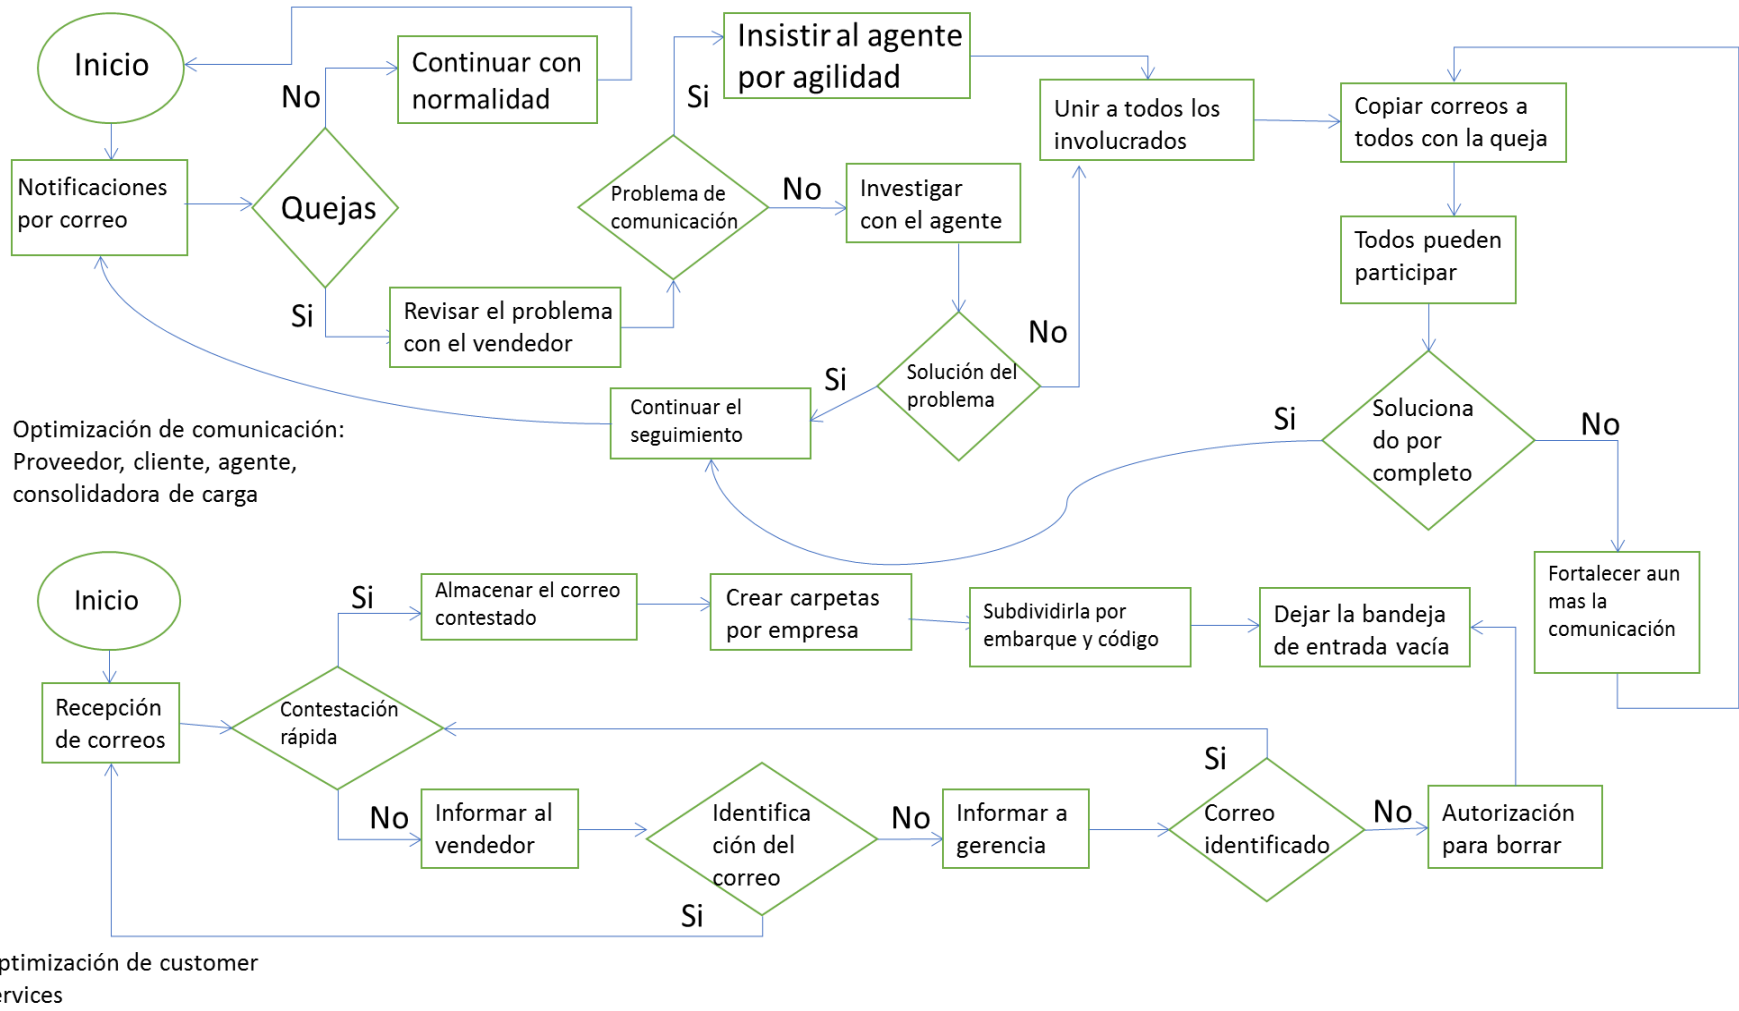 Inicio
Notificaciones
por correo
Quejas
No
Continuar con
normalidad
Si
Revisar el problema
con el vendedor
Problema de
comunicación
Si
Insistir al agente
por agilidad
No
Investigar
con el agente
Solución del
problema
Si
Continuar el
seguimiento
No
Unir a todos los
involucrados
Copiar correos a
todos con la queja
Todos pueden
participar
Soluciona
do por
completo
Si
No
Fortalecer aun
mas la
comunicación
Optimización de comunicación:
Proveedor, cliente, agente,
consolidadora de carga
Inicio
Recepción
de correos
Contestación
rápida
Si
Almacenar el correo
contestado
Crear carpetas
por empresa
Subdividirla por
embarque y código
Dejar la bandeja
de entrada vacía
No
Informar al
vendedor
Identifica
ción del
correo
Si
No
Informar a
gerencia
Correo
identificado
Si
No
Autorización
para borrar
ptimización de customer
ervices